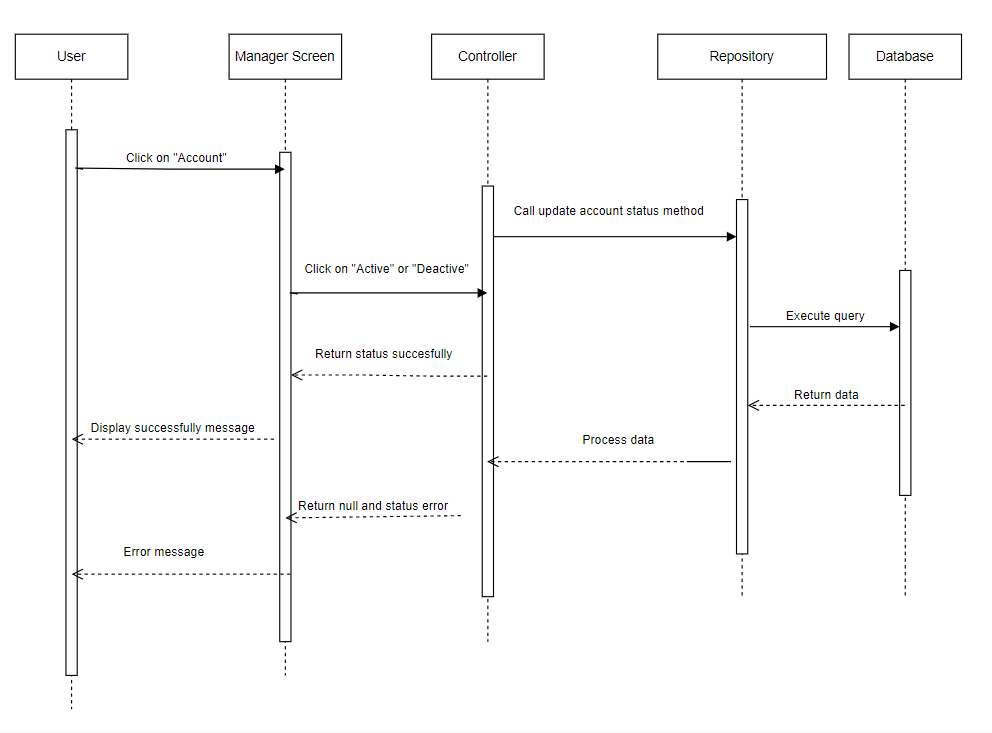 User
Manager Screen
Controller
Repository
Database
Click on "Account"
Call update account status method
Click on "Active" or "Deactive"
Execute query
Return status succesfully
Return data
Display successfully message
Process data
Return null and status error
Error message